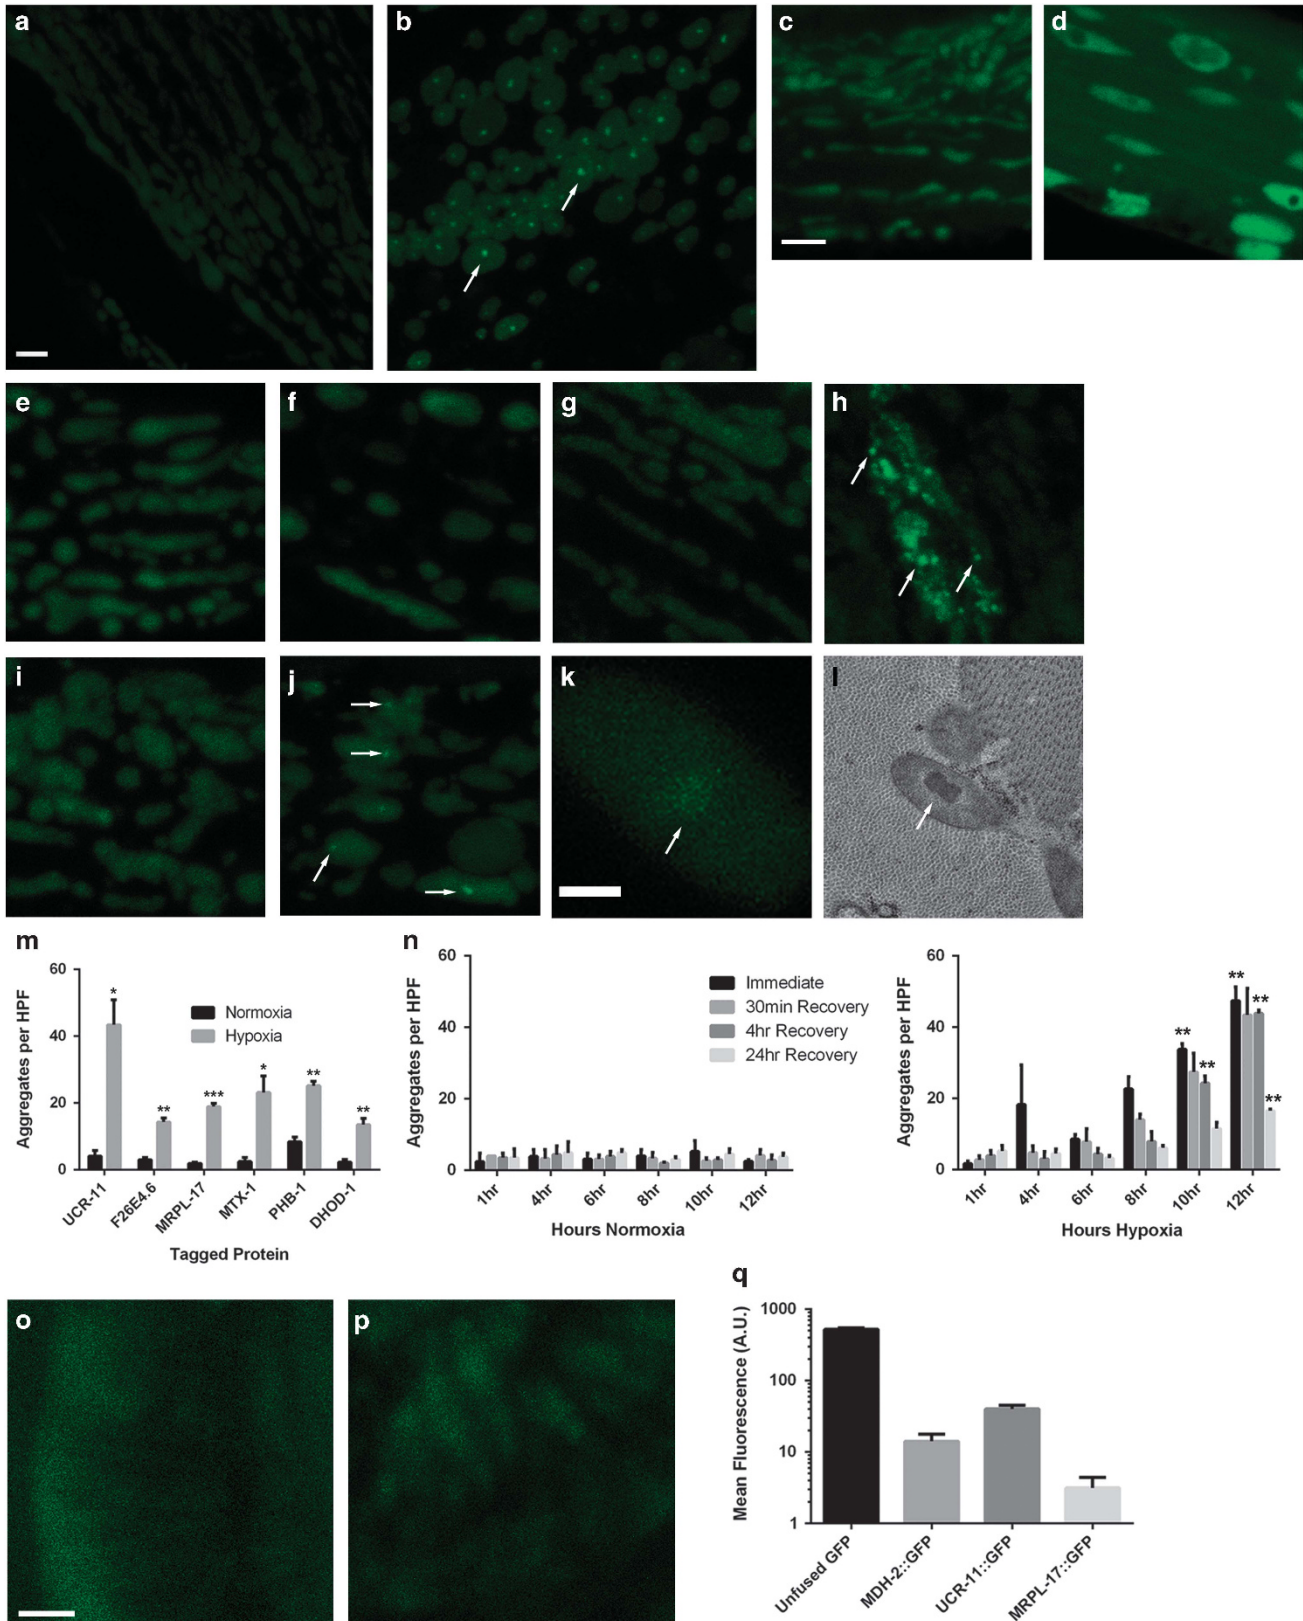 a
b
c
d
e
f
g
h
i
j
k
l
m
60
40
20
0
Aggregates per HPF
*
**
***
*
**
**
Normoxia
Hypoxia
UCR-11
F26E4.6
MRPL-17
MTX-1
PHB-1
DHOD-1
Tagged Protein
n
60
40
20
0
Aggregates per HPF
Immediate
30min Recovery
4hr Recovery
24hr Recovery
1hr
4hr
6hr
8hr
10hr
12hr
Hours Normoxia
60
40
20
0
Aggregates per HPF
**
**
**
**
**
1hr
4hr
6hr
8hr
10hr
12hr
Hours Hypoxia
o
p
q
1000
100
10
1
Mean Fluorescence (A.U.)
Unfused GFP
MDH-2::GFP
UCR-11::GFP
MRPL-17::GFP